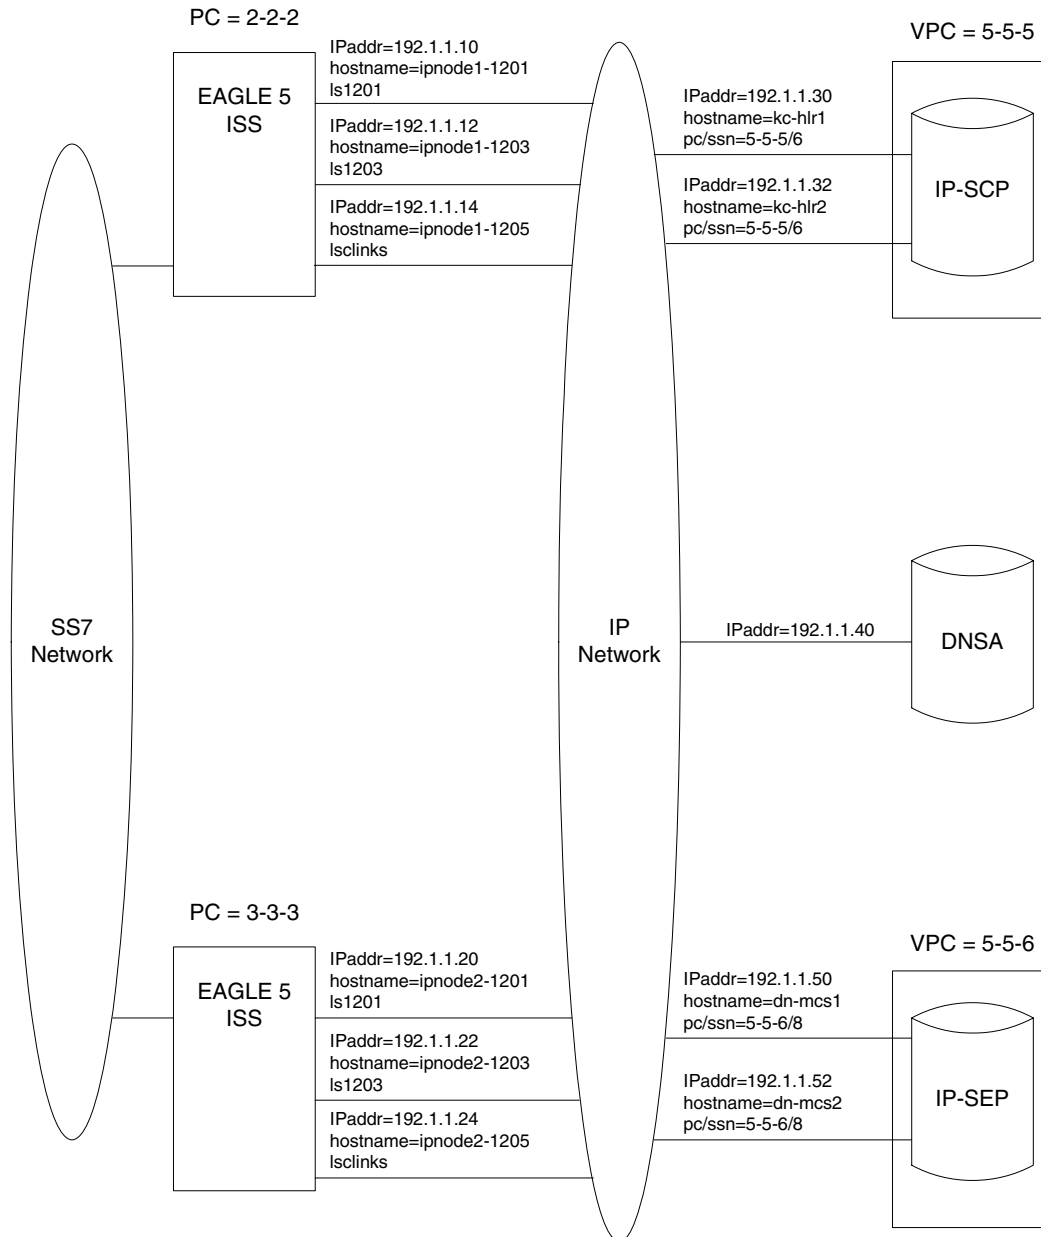 PC = 2-2-2
EAGLE 5
ISS
IPaddr=192.1.1.10
hostname=ipnode1-1201
ls1201
IPaddr=192.1.1.12
hostname=ipnode1-1203
ls1203
IPaddr=192.1.1.14
hostname=ipnode1-1205
lsclinks
VPC = 5-5-5
IPaddr=192.1.1.30
hostname=kc-hlr1
pc/ssn=5-5-5/6
IPaddr=192.1.1.32
hostname=kc-hlr2
pc/ssn=5-5-5/6
IP-SCP
SS7
Network
IP
Network
IPaddr=192.1.1.40
DNSA
PC = 3-3-3
EAGLE 5
ISS
IPaddr=192.1.1.20
hostname=ipnode2-1201
ls1201
IPaddr=192.1.1.22
hostname=ipnode2-1203
ls1203
IPaddr=192.1.1.24
hostname=ipnode2-1205
lsclinks
VPC = 5-5-6
IPaddr=192.1.1.50
hostname=dn-mcs1
pc/ssn=5-5-6/8
IPaddr=192.1.1.52
hostname=dn-mcs2
pc/ssn=5-5-6/8
IP-SEP